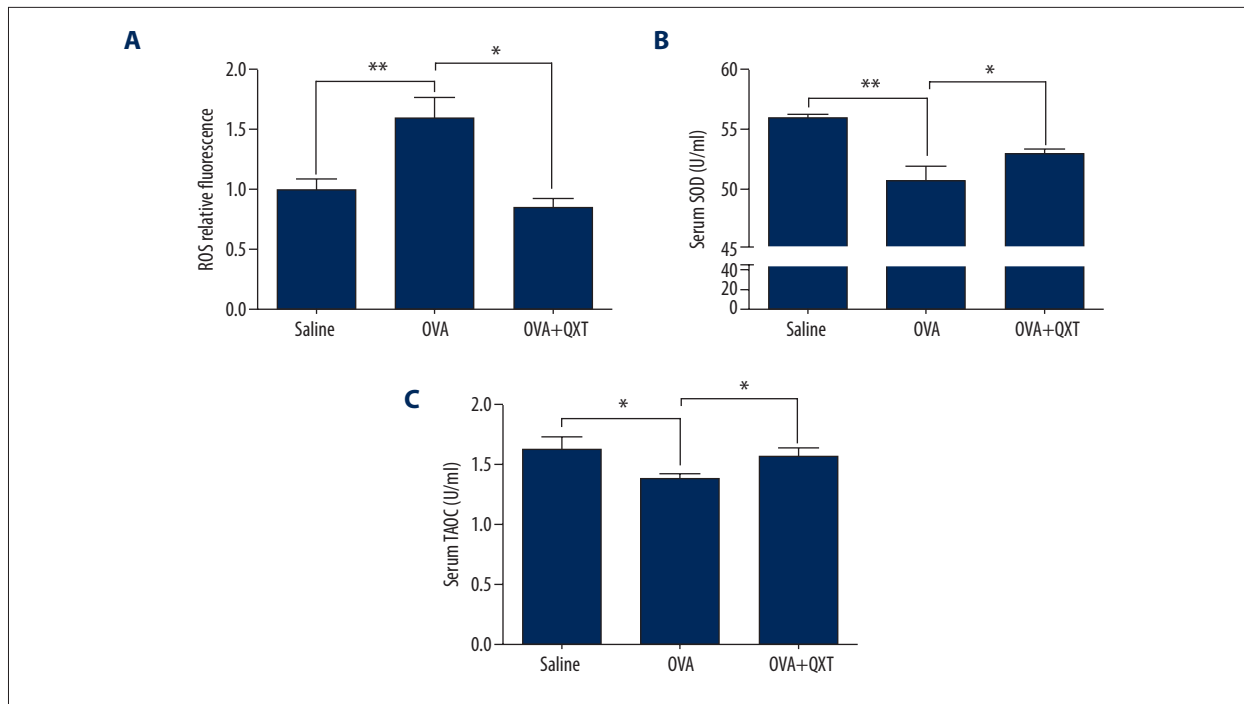 A
ROS relative fluorescence
2.0
1.5
1.0
0.5
0.0
**
*
Saline
OVA
OVA+QXT
B
Serum SOD (U/ml)
60
55
50
45
40
20
0
**
*
Saline
OVA
OVA+QXT
C
Serum TAOC (U/ml)
2.0
1.5
1.0
0.5
0.0
*
*
Saline
OVA
OVA+QXT